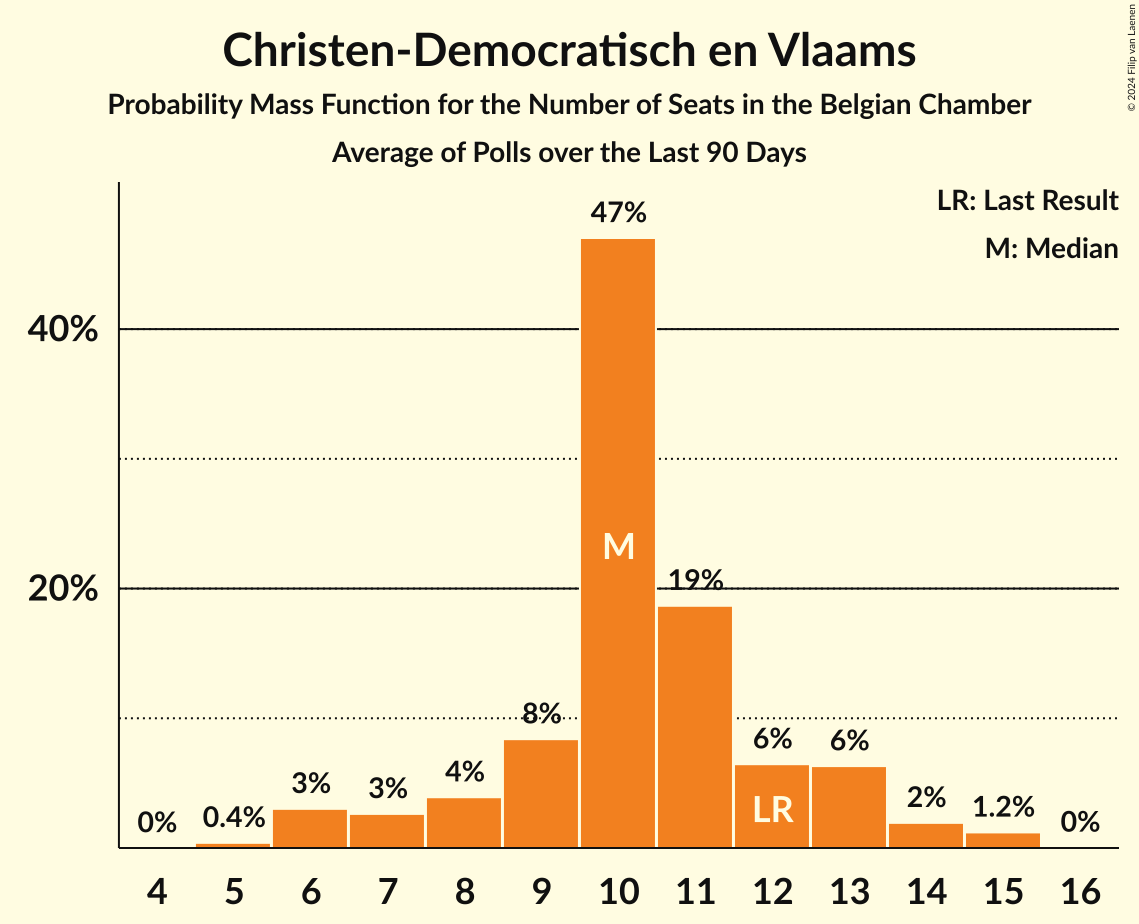 Christen-Democratisch en Vlaams
Probability Mass Function for the Number of Seats in the Belgian Chamber
Average of Polls over the Last 90 Days
© 2024 Filip van Laenen
LR: Last Result
M: Median
47%
40%
M
19%
20%
8%
6%
6%
4%
3%
3%
2%
1.2%
0.4%
0%
0%
LR
4 5 6 7 8 9 10 11 12 13 14 15 16